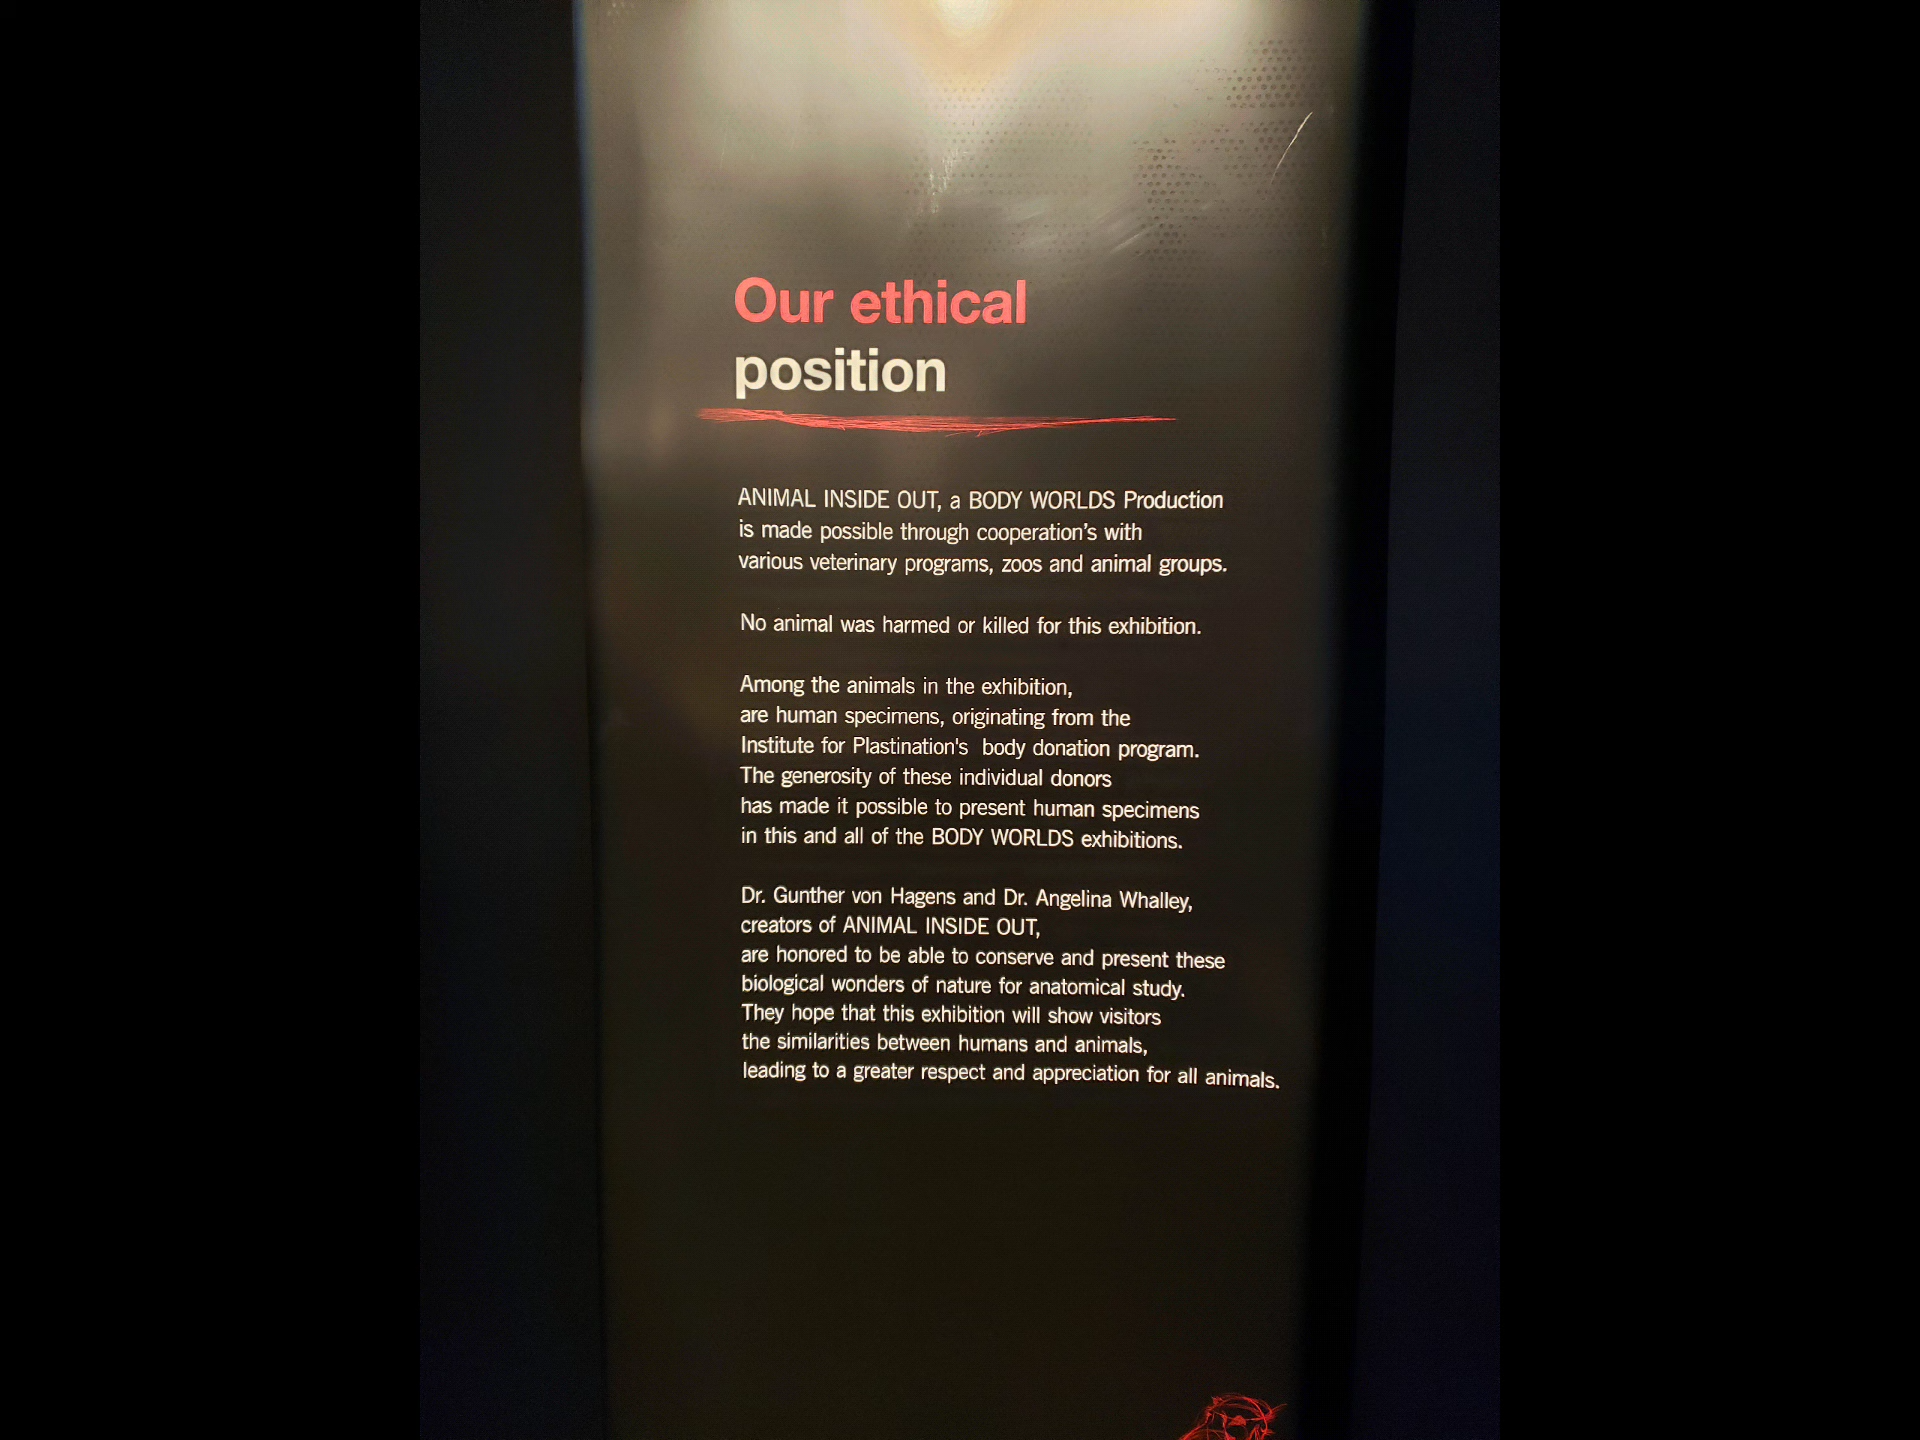 Our ethical
position
ANIMAL INSIDE OUT, a BODY WORLDS Production
is made possible through cooperation’s with
various veterinary programs, zoos and animal groups.
No animal was harmed or killed for this exhibition.
Among the animals in the exhibition,
are human specimens, originating from the
Institute for Plastination's  body donation program.
The generosity of these individual donors
has made it possible to present human specimens
in this and all of the BODY WORLDS exhibitions.
Dr. Gunther von Hagens and Dr. Angelina Whalley,
creators of ANIMAL INSIDE OUT,
are honored to be able to conserve and present these
biological wonders of nature for anatomical study.
They hope that this exhibition will show visitors
the similarities between humans and animals,
leading to a greater respect and appreciation for all animals.